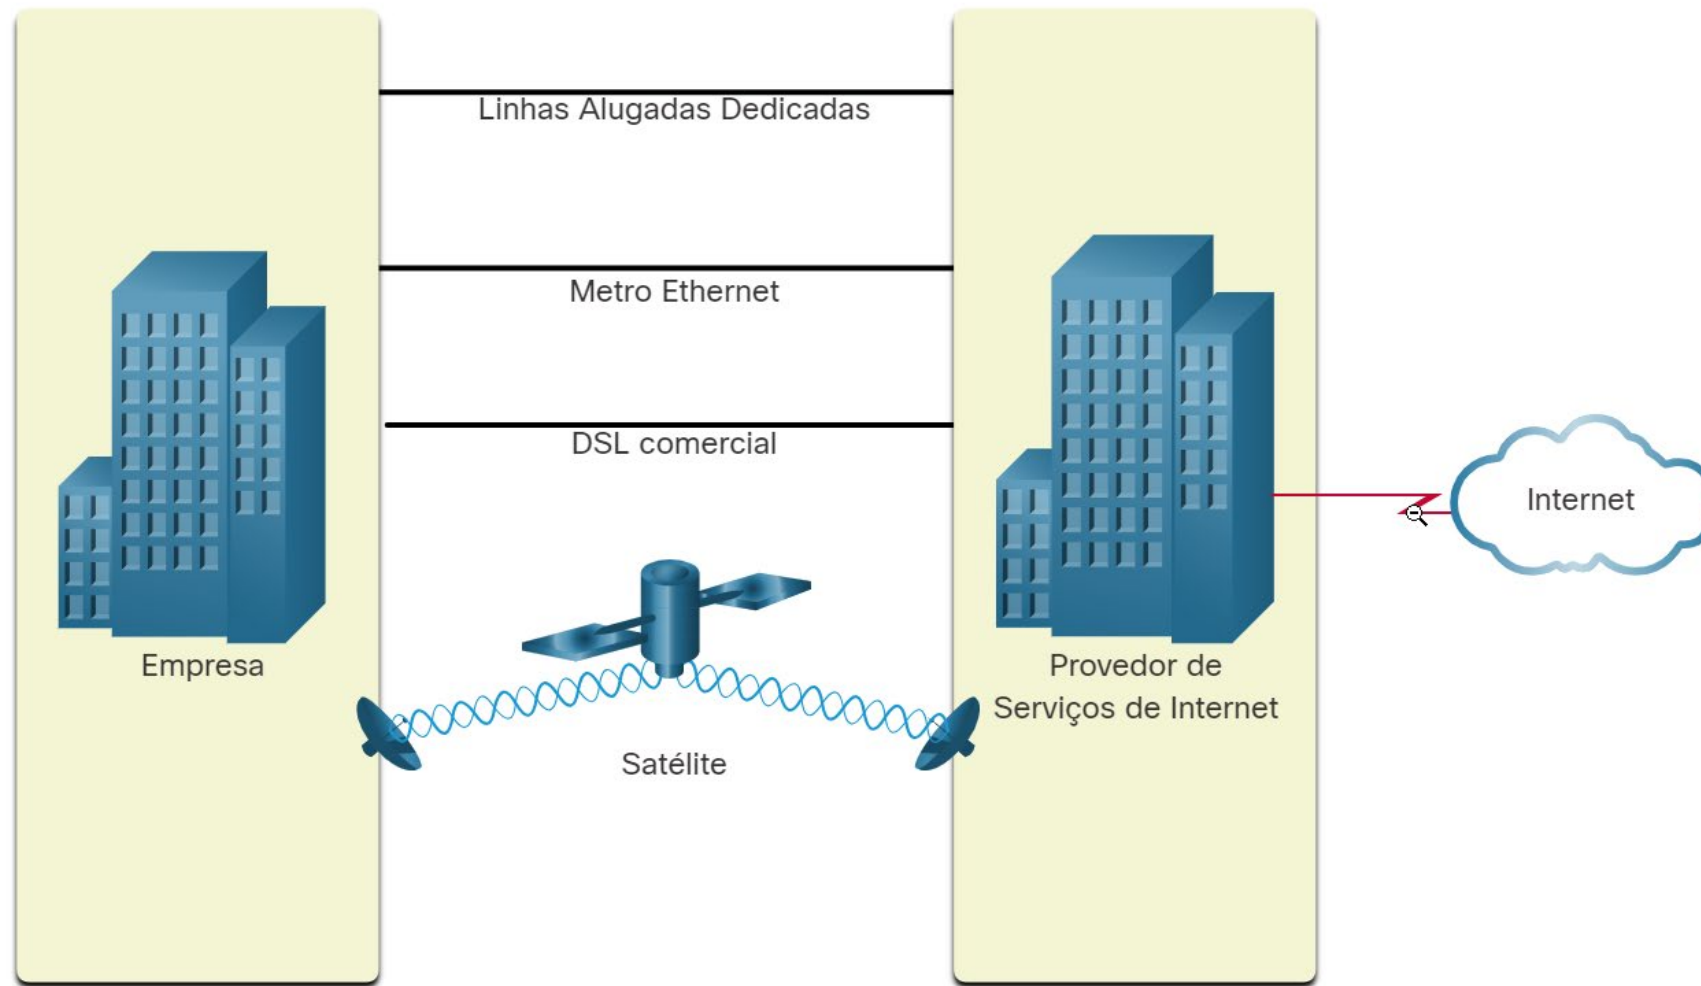 Linhas Alugadas Dedicadas
Metro Ethernet
DSL comercial
Internet
Empresa
Provedor de
Serviços de Internet
Satélite